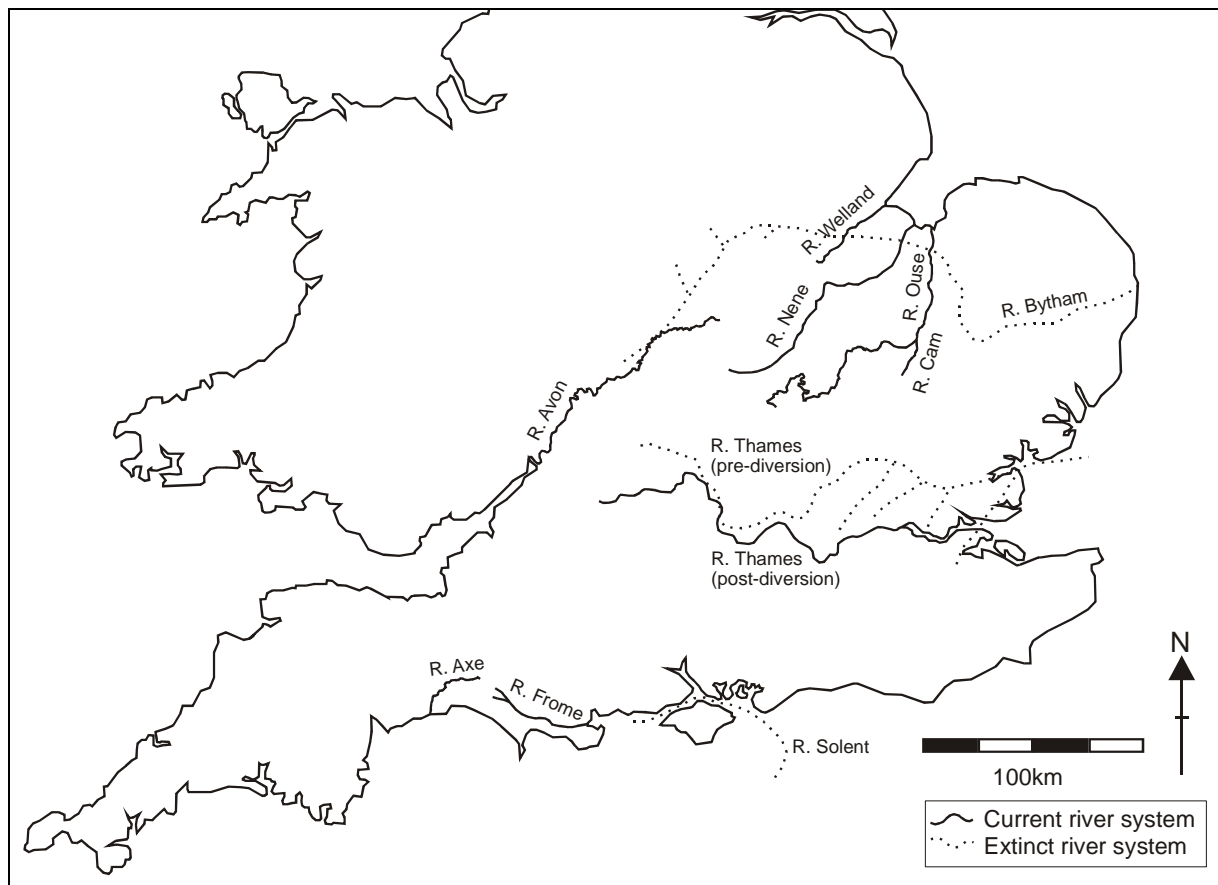 R. Welland
R. Nene
R. Ouse
R. Cam
R. Bytham
R. Avon
R. Thames
(pre-diversion)
R. Thames
(post-diversion)
R. Axe
R. Frome
R. Solent
N
100km
Current river system
Extinct river system